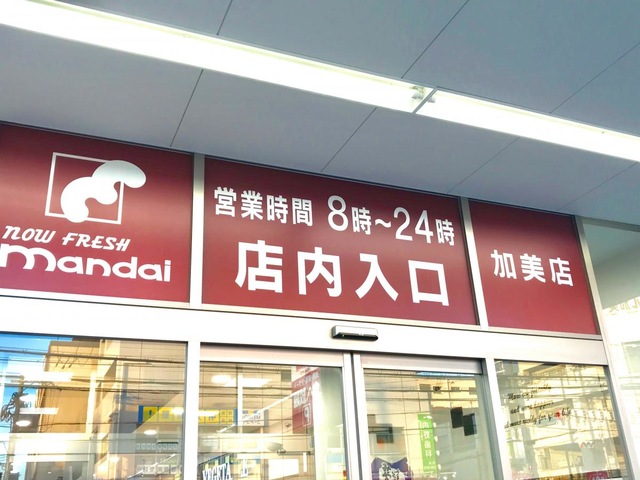 now FRESH
mandai
営業時間 8時～24時
店内入口
加美店